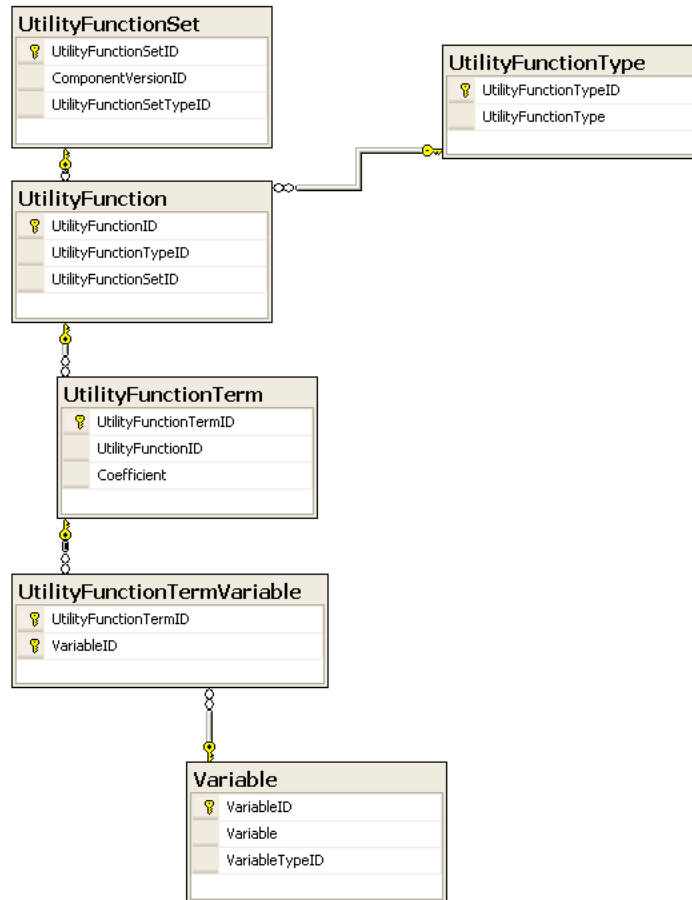 UtilityFunctionSet
UtilityFunctionSetID
ComponentVersionID
UtilityFunctionSetTypeID
UtilityFunctionType
UtilityFunctionTypeID
UtilityFunctionType
UtilityFunction
UtilityFunctionID
UtilityFunctionTypeID
UtilityFunctionSetID
UtilityFunctionTerm
UtilityFunctionTermID
UtilityFunctionID
Coefficient
UtilityFunctionTermVariable
UtilityFunctionTermID
VariableID
Variable
VariableID
Variable
VariableTypeID